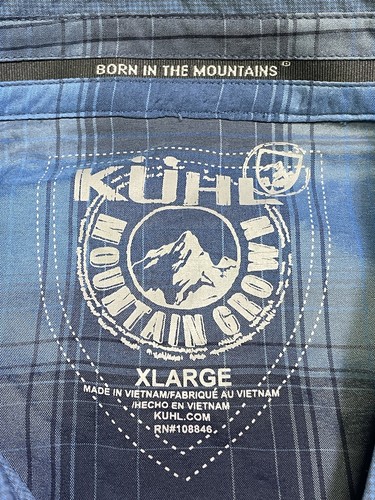 BORN IN THE MOUNTAINS®
KÜHL
MOUNTAIN GROWN
XLARGE
MADE IN VIETNAM/FABRIQUÉ AU VIETNAM
/HECHO EN VIETNAM
KUHL.COM
RN#108846